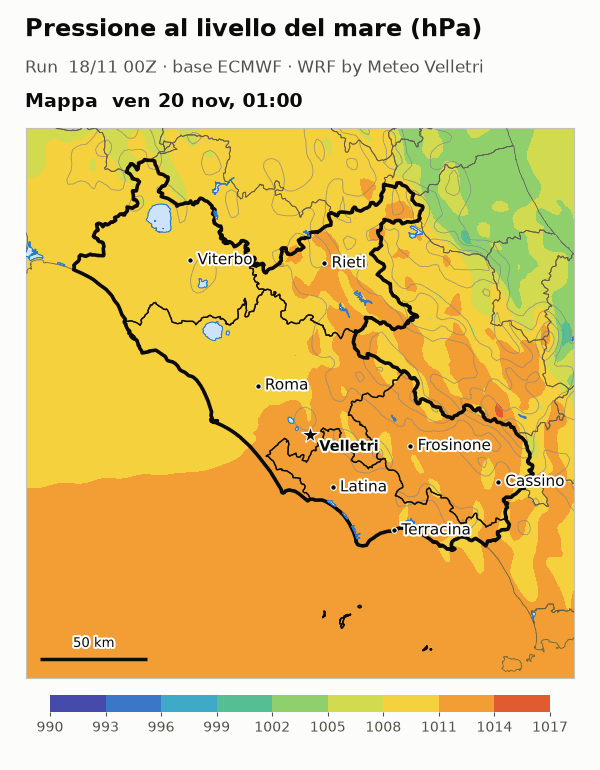 Pressione al livello del mare (hPa)
Run  18/11 00Z · base ECMWF · WRF by Meteo Velletri
Mappa  ven 20 nov, 01:00
Viterbo
Rieti
Roma
Velletri
Frosinone
Latina
Cassino
Terracina
50 km
990 993 996 999 1002 1005 1008 1011 1014 1017